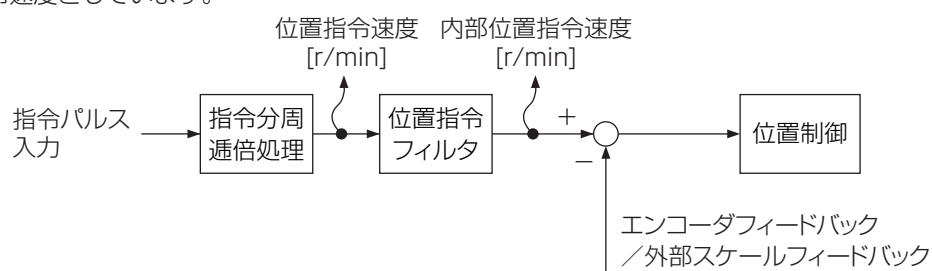 用速度としています。
位置指令速度
[r/min]
内部位置指令速度
[r/min]
指令パルス
入力
指令分周
逓倍処理
位置指令
フィルタ
+
−
位置制御
エンコーダフィードバック
／外部スケールフィードバック